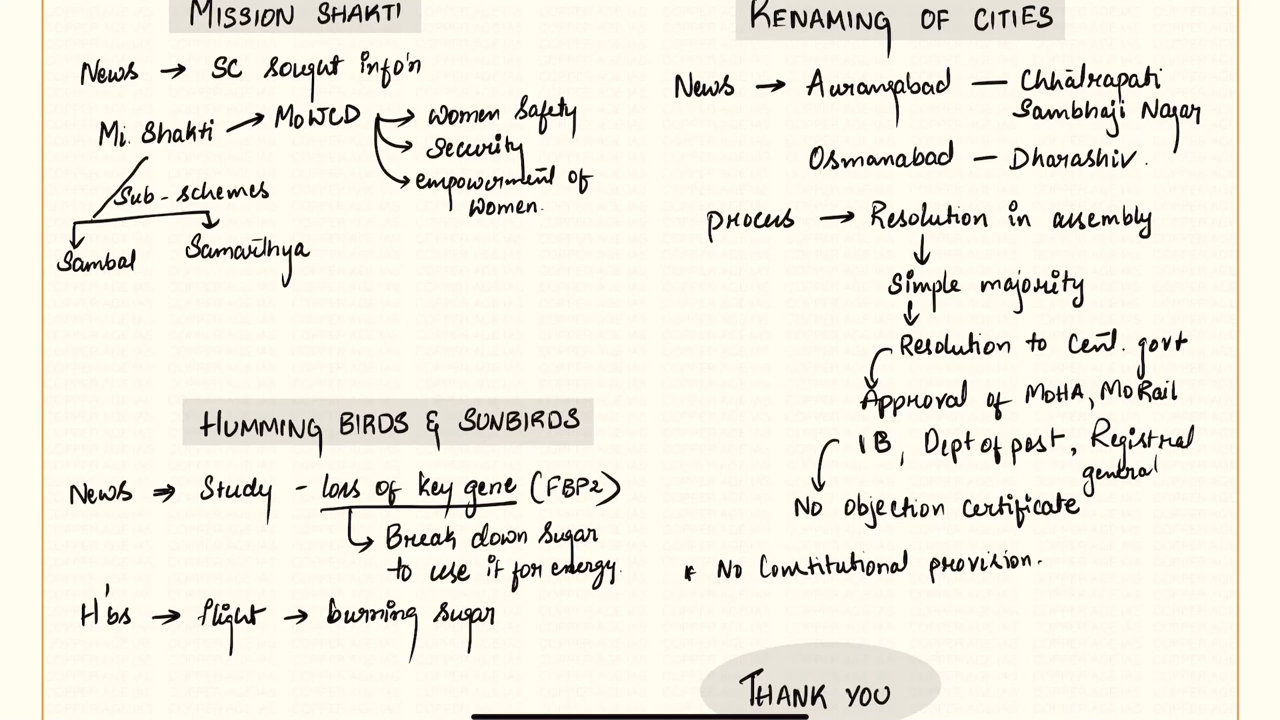 MISSION SHAKTI
News → SC sought info'n
Mi. Shakti → MoWCD → Women Safety
→ Security
→ empowerment of
women.
Sub-schemes
Sambal
Samarthya
HUMMING BIRDS & SUNBIRDS
News ⇒ Study - loss of key gene (FBP2)
→ Break down sugar
to use it for energy.
H'bs → flight → burning sugar
RENAMING OF CITIES
News → Aurangabad — Chhatrapati
Sambhaji Nagar
Osmanabad — Dharashiv.
process → Resolution in assembly
↓
Simple majority
↓
Resolution to Cent. govt
Approval of MoHA, MoRail
IB, Dept of post, Registral
general
No objection certificate
* No Constitutional provision.
THANK YOU